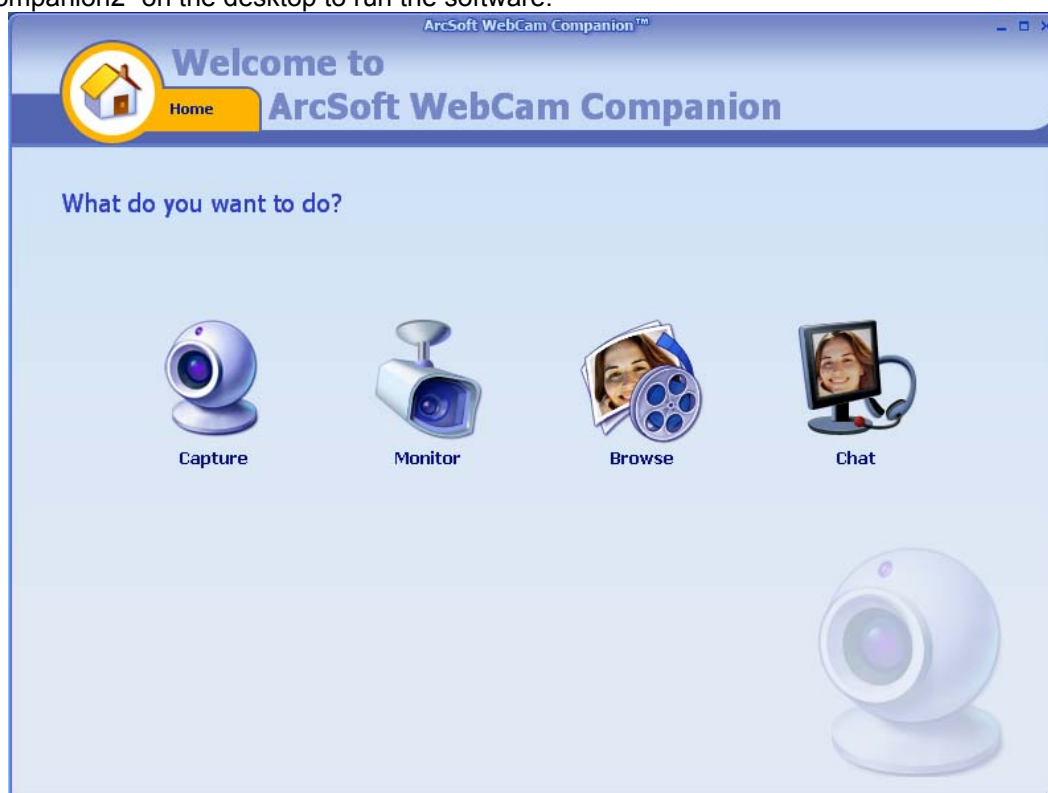 ompanion2" on the desktop to run the software.
ArcSoft WebCam Companion™
Welcome to
Home
ArcSoft WebCam Companion
What do you want to do?
Capture
Monitor
Browse
Chat